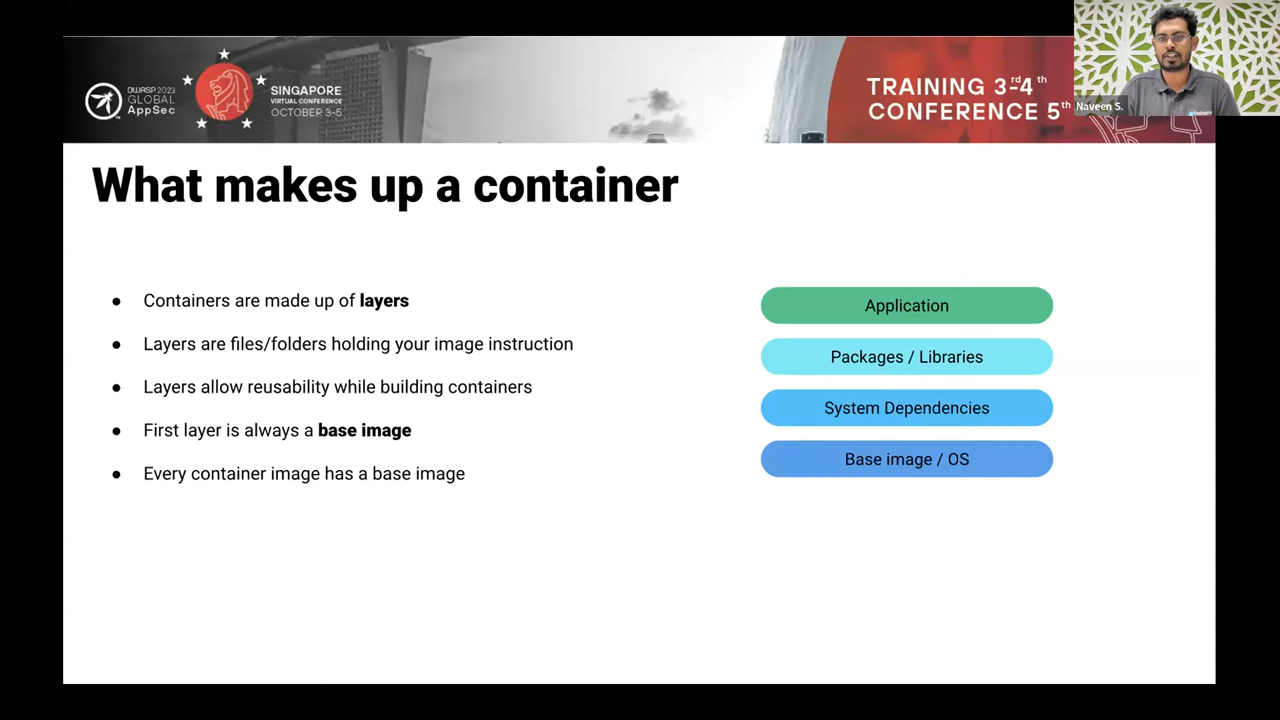 OWASP 2023
GLOBAL
AppSec
SINGAPORE
VIRTUAL CONFERENCE
OCTOBER 3-5
TRAINING 3rd-4th
CONFERENCE 5th
Naveen S.
What makes up a container
● Containers are made up of layers
● Layers are files/folders holding your image instruction
● Layers allow reusability while building containers
● First layer is always a base image
● Every container image has a base image
Application
Packages / Libraries
System Dependencies
Base image / OS